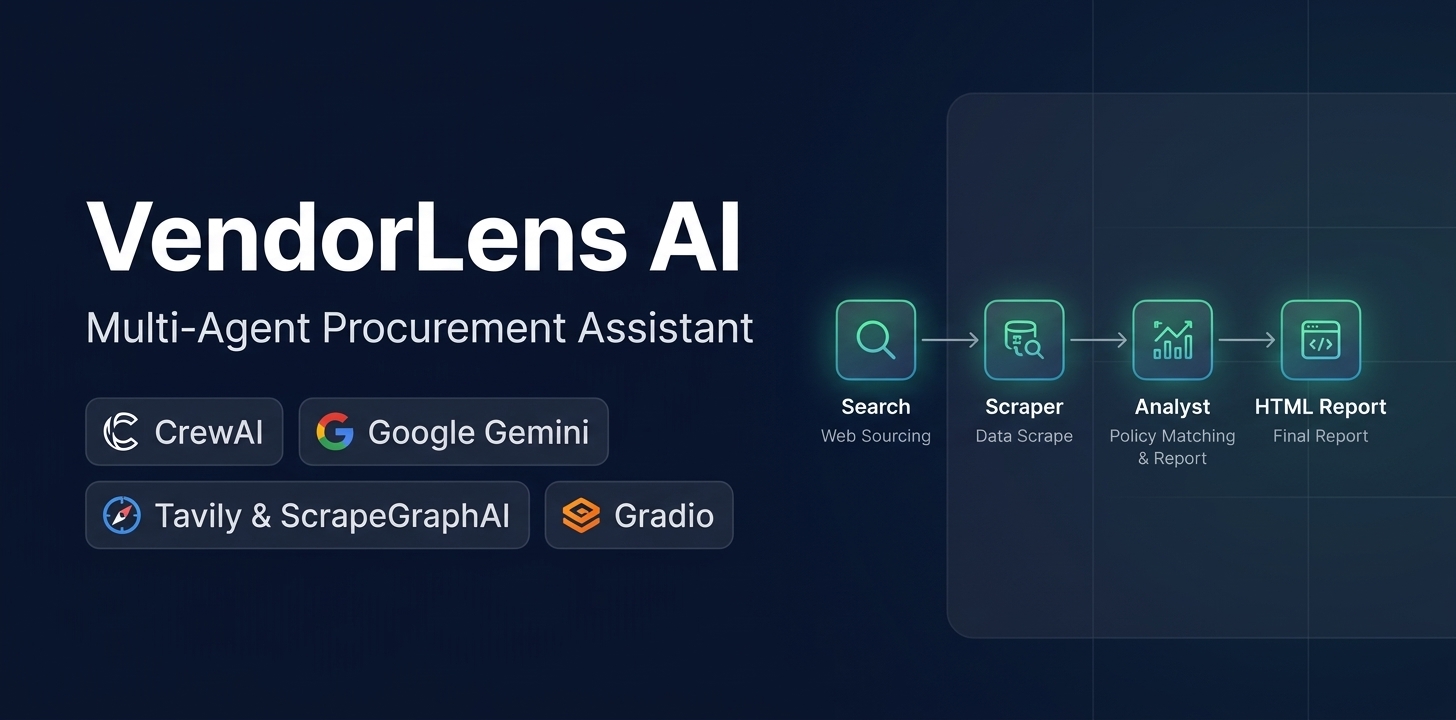 VendorLens AI
Multi-Agent Procurement Assistant
CrewAI
Google Gemini
Tavily & ScrapeGraphAI
Gradio
Search
Web Sourcing
Scraper
Data Scrape
Analyst
Policy Matching
& Report
HTML Report
Final Report